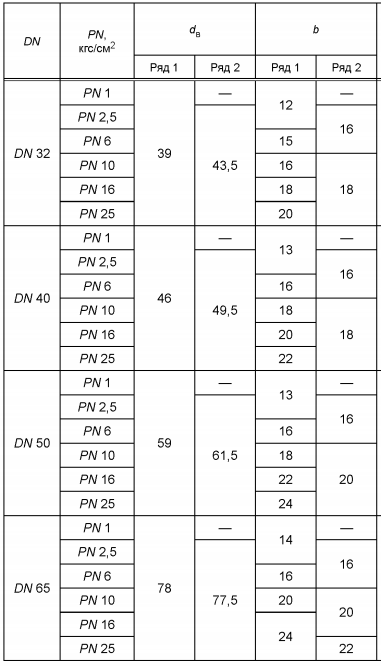 DN PN, кгс/см² dв b
Ряд 1 Ряд 2 Ряд 1 Ряд 2
DN 32 PN 1 39 — 12 —
PN 2,5 43,5 16
PN 6 15
PN 10 16 18
PN 16 18
PN 25 20
DN 40 PN 1 46 — 13 —
PN 2,5 49,5 16
PN 6 16
PN 10 18 18
PN 16 20
PN 25 22
DN 50 PN 1 59 — 13 —
PN 2,5 61,5 16
PN 6 16
PN 10 18 20
PN 16 22
PN 25 24
DN 65 PN 1 78 — 14 —
PN 2,5 77,5 16
PN 6 16
PN 10 20 20
PN 16 24
PN 25 22